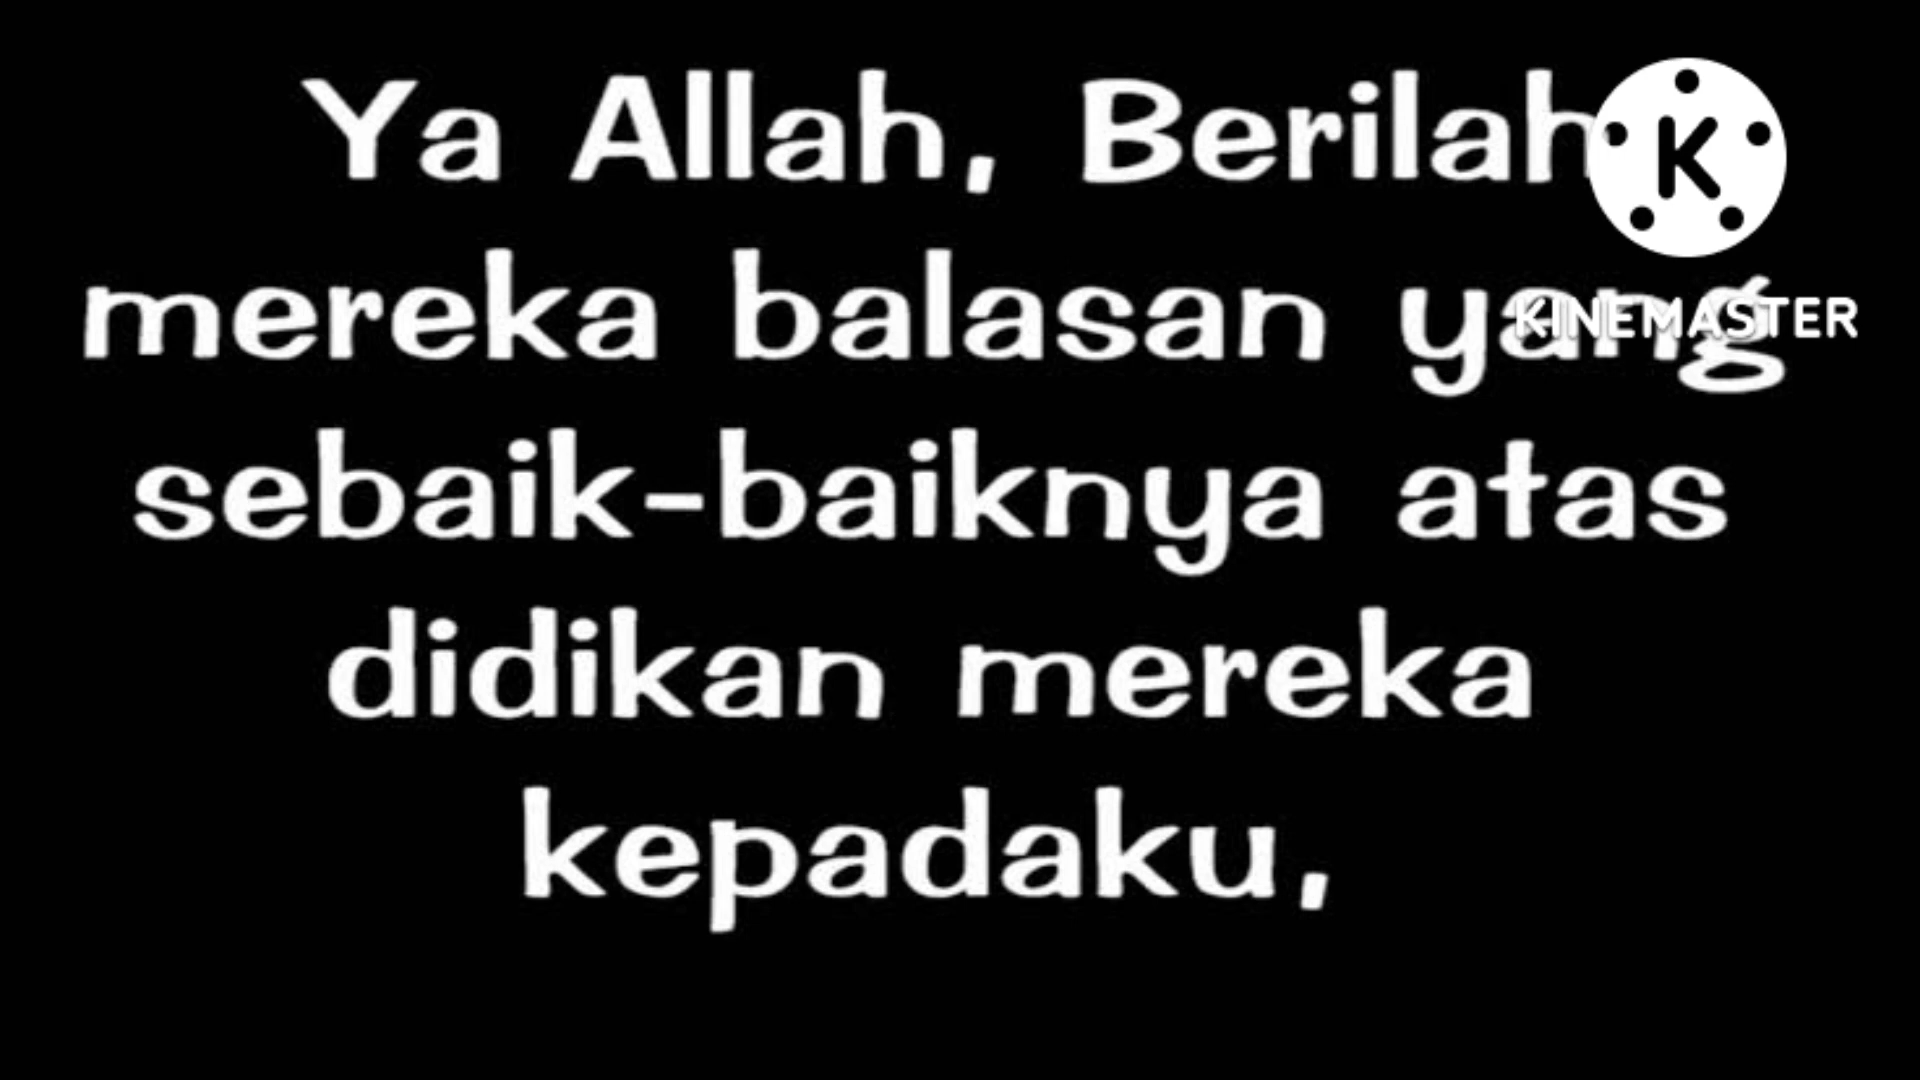 Ya Allah, Berilah
mereka balasan yang
sebaik-baiknya atas
didikan mereka
kepadaku,
K
KINEMASTER